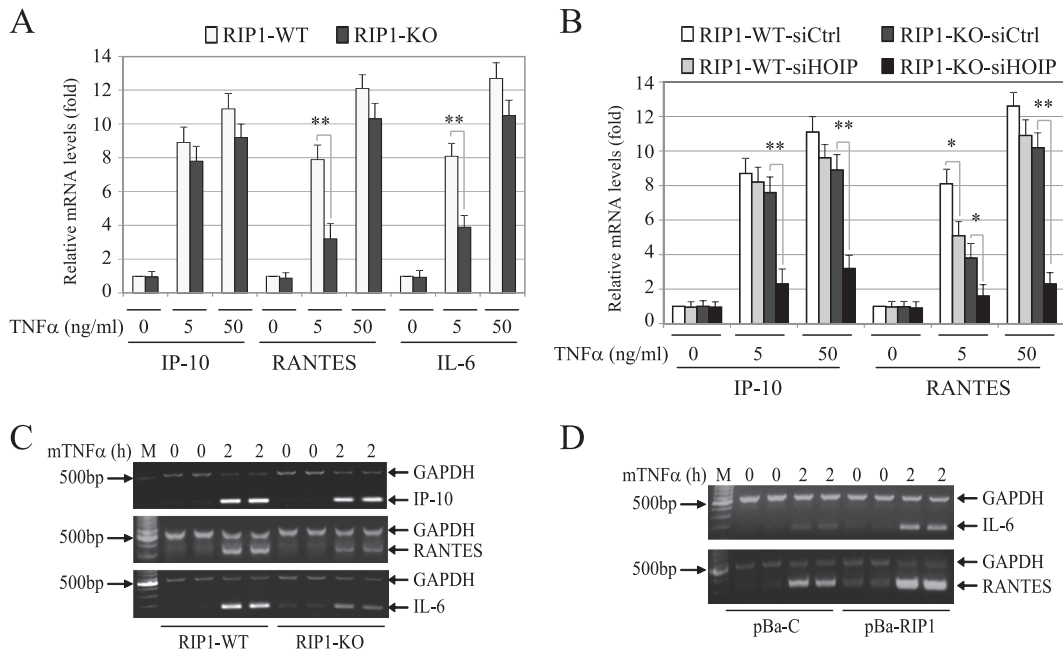 A
RIP1-WT RIP1-KO
Relative mRNA levels (fold)
14
12
10
8
6
4
2
0
** **
TNFα (ng/ml) 0 5 50 0 5 50 0 5 50
IP-10 RANTES IL-6
B
RIP1-WT-siCtrl RIP1-KO-siCtrl
RIP1-WT-siHOIP RIP1-KO-siHOIP
Relative mRNA levels (fold)
14
12
10
8
6
4
2
0
** ** * * **
TNFα (ng/ml) 0 5 50 0 5 50
IP-10 RANTES
C
mTNFα (h) M 0 0 2 2 0 0 2 2
500bp GAPDH
IP-10
500bp GAPDH
RANTES
500bp GAPDH
IL-6
RIP1-WT RIP1-KO
D
mTNFα (h) M 0 0 2 2 0 0 2 2
500bp GAPDH
IL-6
500bp GAPDH
RANTES
pBa-C pBa-RIP1